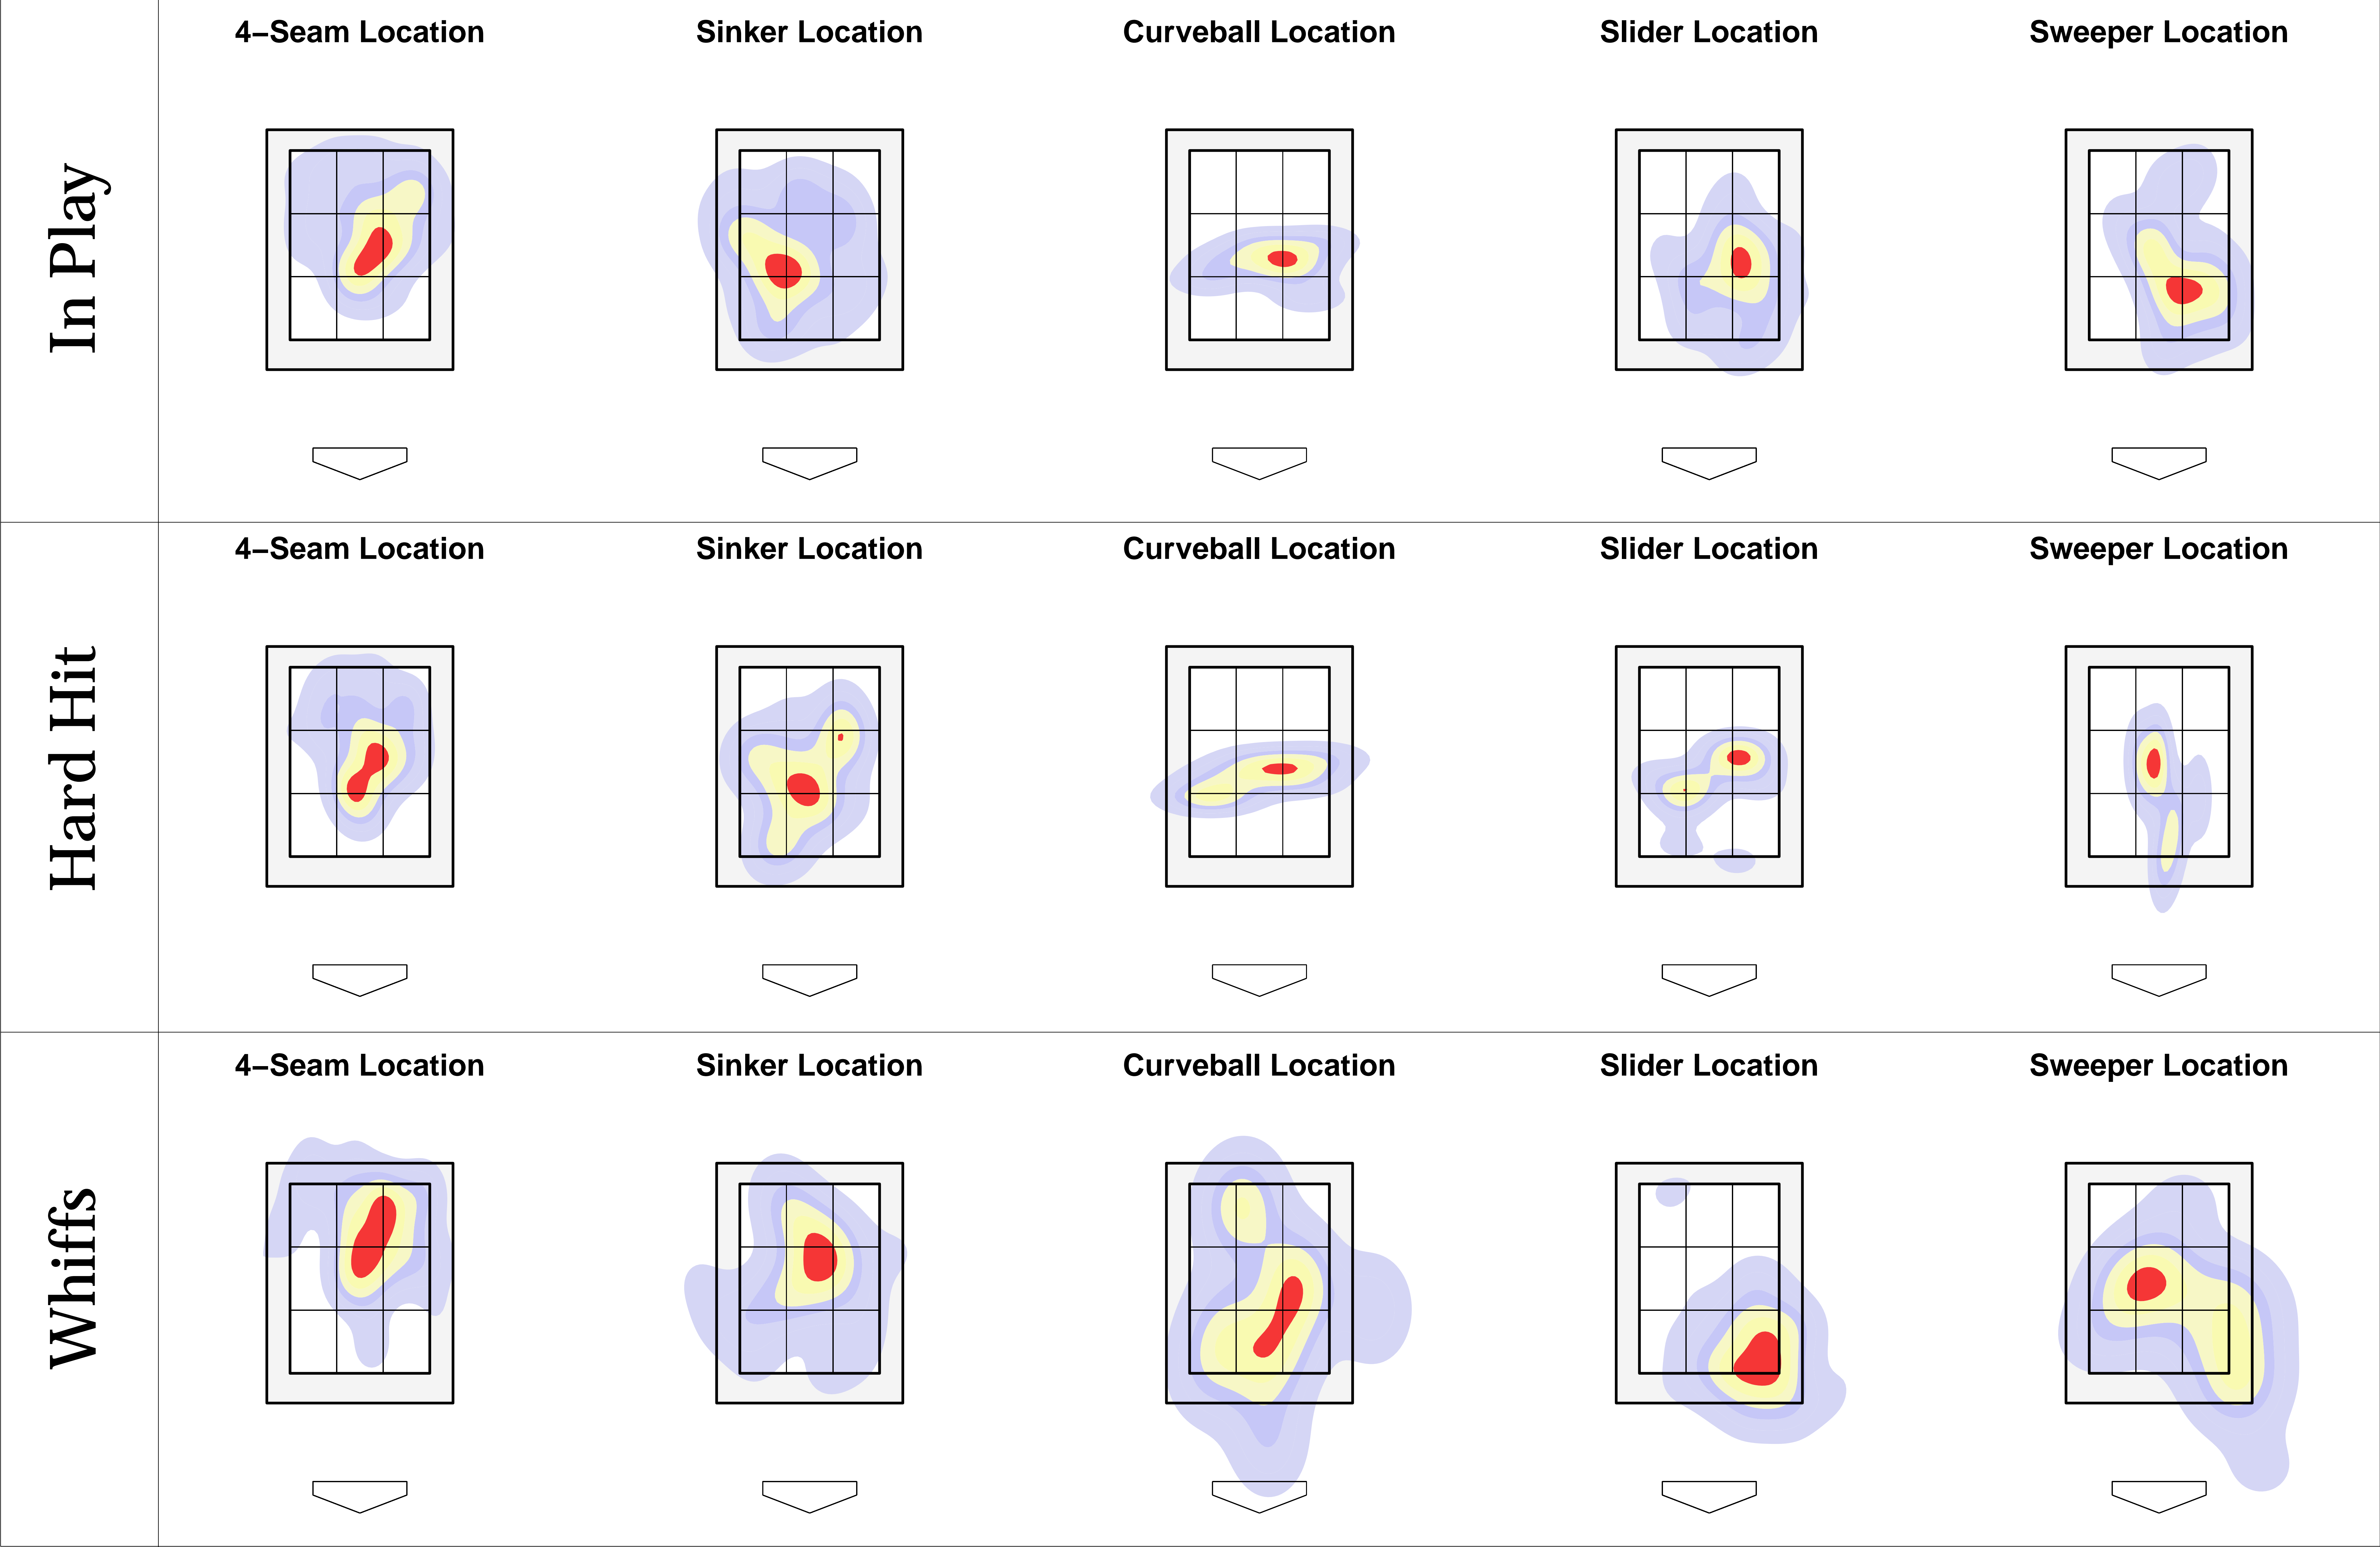 4−Seam Location
Sinker Location
Curveball Location
Slider Location
Sweeper Location
In Play
4−Seam Location
Sinker Location
Curveball Location
Slider Location
Sweeper Location
Hard Hit
4−Seam Location
Sinker Location
Curveball Location
Slider Location
Sweeper Location
Whiffs